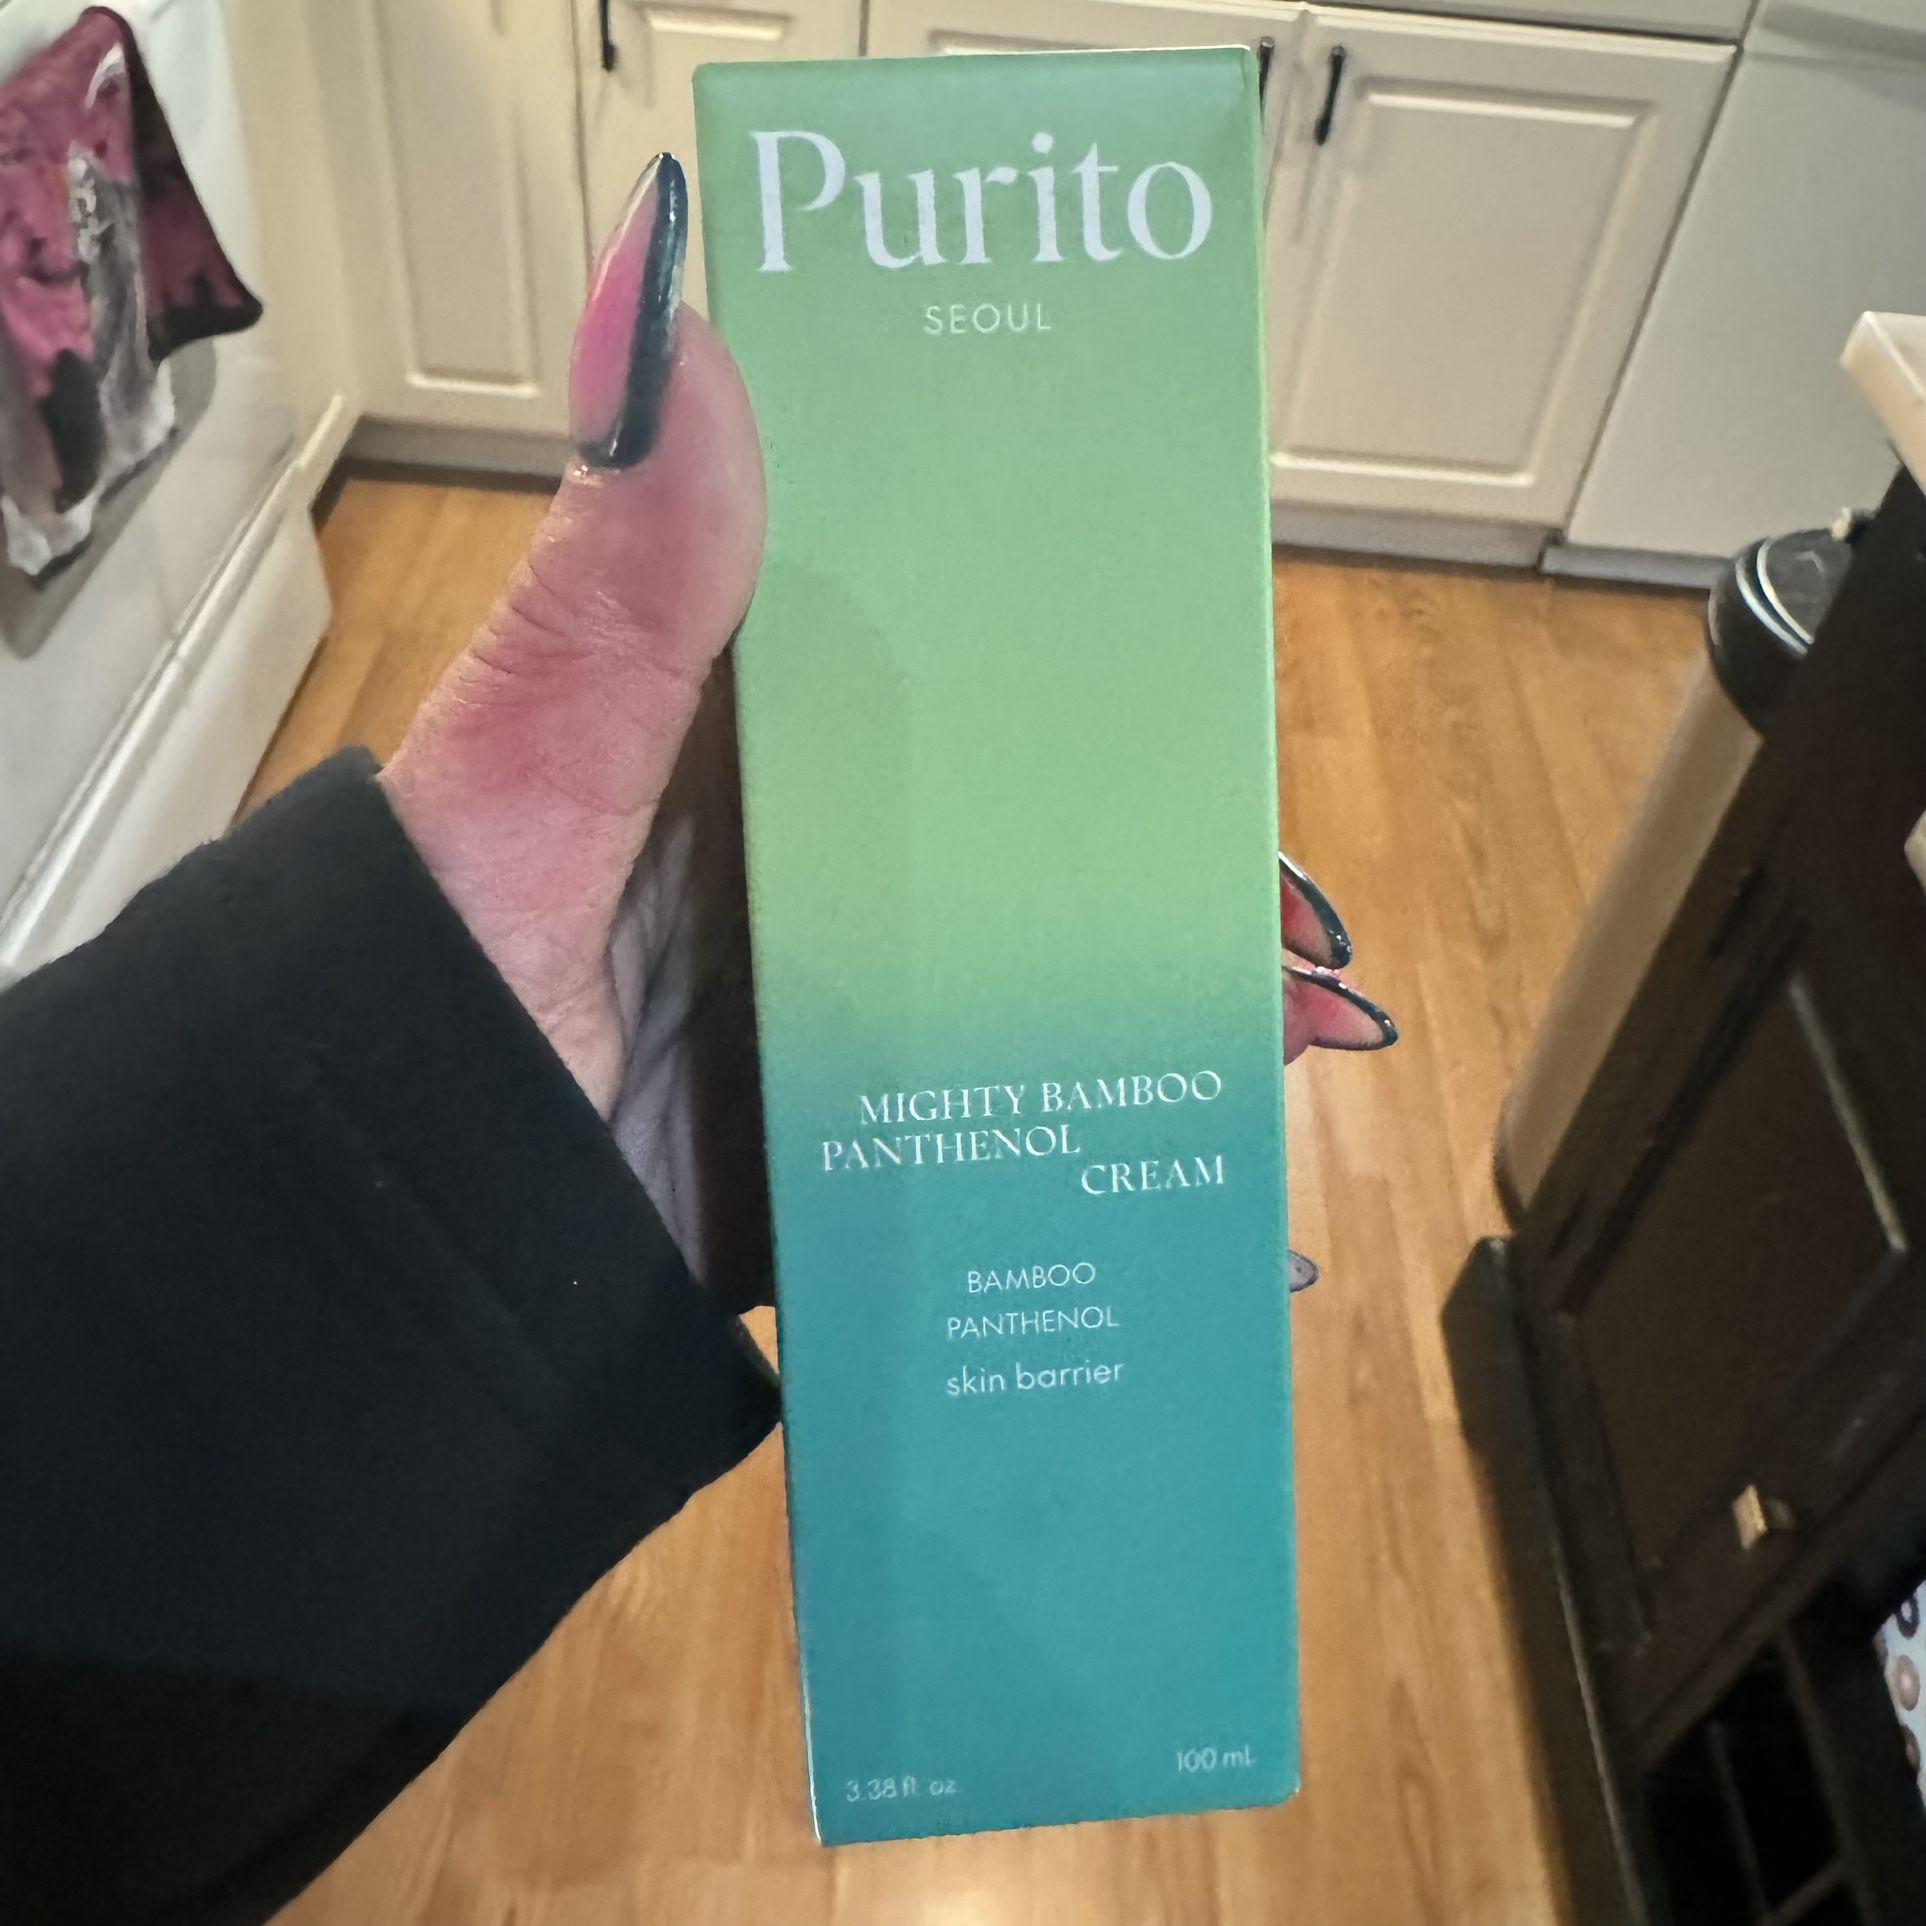 Purito
SEOUL
MIGHTY BAMBOO
PANTHENOL
CREAM
BAMBOO
PANTHENOL
skin barrier
3.38 fl. oz. 100 mL